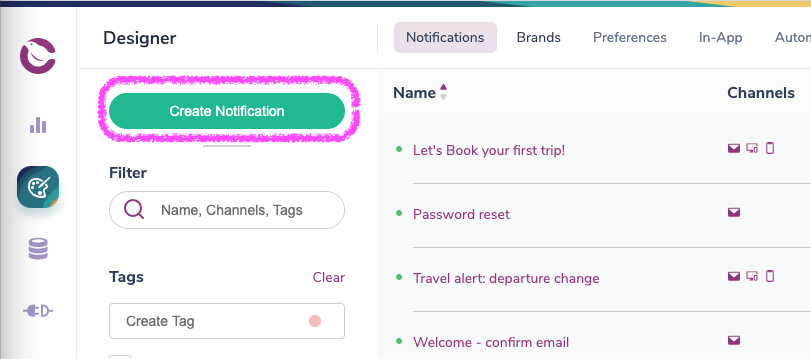 Designer
Notifications
Brands
Preferences
In-App
Create Notification
Name
Channels
Let's Book your first trip!
Filter
Name, Channels, Tags
Password reset
Tags
Clear
Travel alert: departure change
Create Tag
Welcome - confirm email